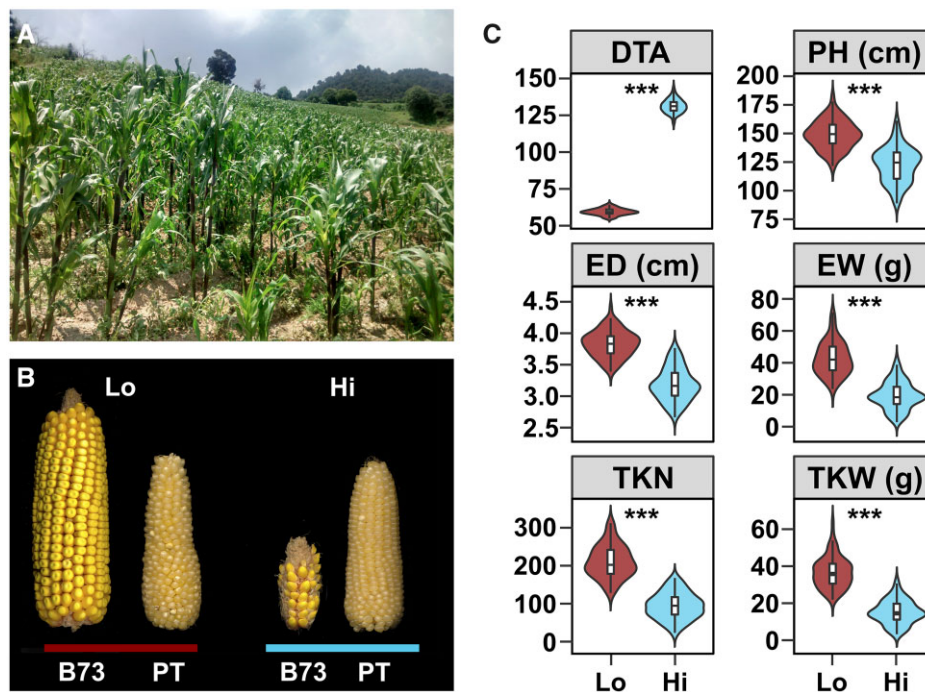 A
B
Lo Hi
B73 PT B73 PT
C
DTA
***
150
125
100
75
50
PH (cm)
***
200
175
150
125
100
75
ED (cm)
***
4.5
4.0
3.5
3.0
2.5
EW (g)
***
80
60
40
20
0
TKN
***
300
200
100
0
Lo Hi
TKW (g)
***
60
40
20
0
Lo Hi